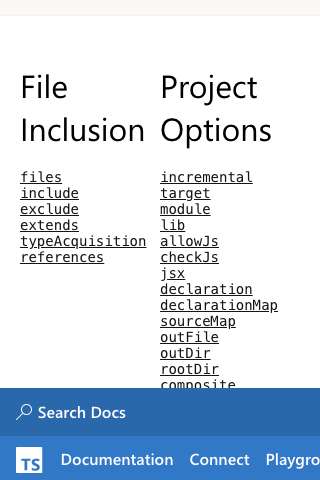 File Inclusion
files
include
exclude
extends
typeAcquisition
references
Project Options
incremental
target
module
lib
allowJs
checkJs
jsx
declaration
declarationMap
sourceMap
outFile
outDir
rootDir
composite
Search Docs
TS Documentation Connect Playgro